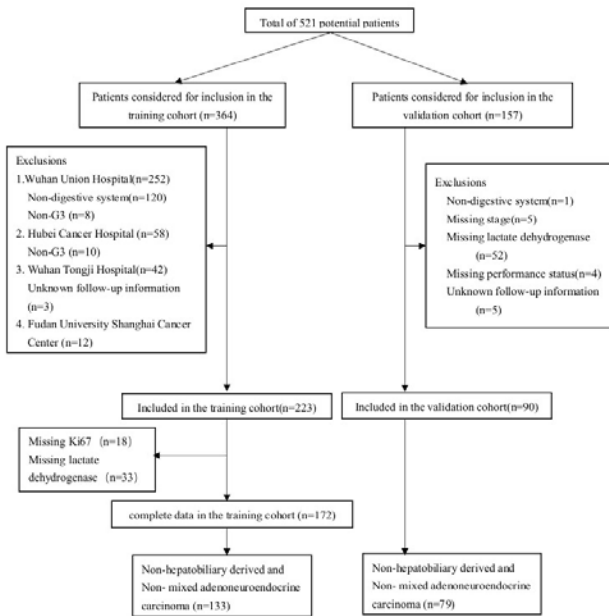 Total of 521 potential patients
Patients considered for inclusion in the
training cohort (n=364)
Patients considered for inclusion in the
validation cohort (n=157)
Exclusions
1.Wuhan Union Hospital(n=252)
Non-digestive system(n=120)
Non-G3 (n=8)
2. Hubei Cancer Hospital (n=58)
Non-G3 (n=10)
3. Wuhan Tongji Hospital(n=42)
Unknown follow-up information
(n=3)
4. Fudan University Shanghai Cancer
Center (n=12)
Exclusions
Non-digestive system(n=1)
Missing stage(n=5)
Missing lactate dehydrogenase
(n=52)
Missing performance status(n=4)
Unknown follow-up information
(n=5)
Included in the training cohort(n=223)
Included in the validation cohort(n=90)
Missing Ki67 (n=18)
Missing lactate
dehydrogenase (n=33)
complete data in the training cohort (n=172)
Non-hepatobiliary derived and
Non- mixed adenoneuroendocrine
carcinoma (n=133)
Non-hepatobiliary derived and
Non- mixed adenoneuroendocrine
carcinoma (n=79)